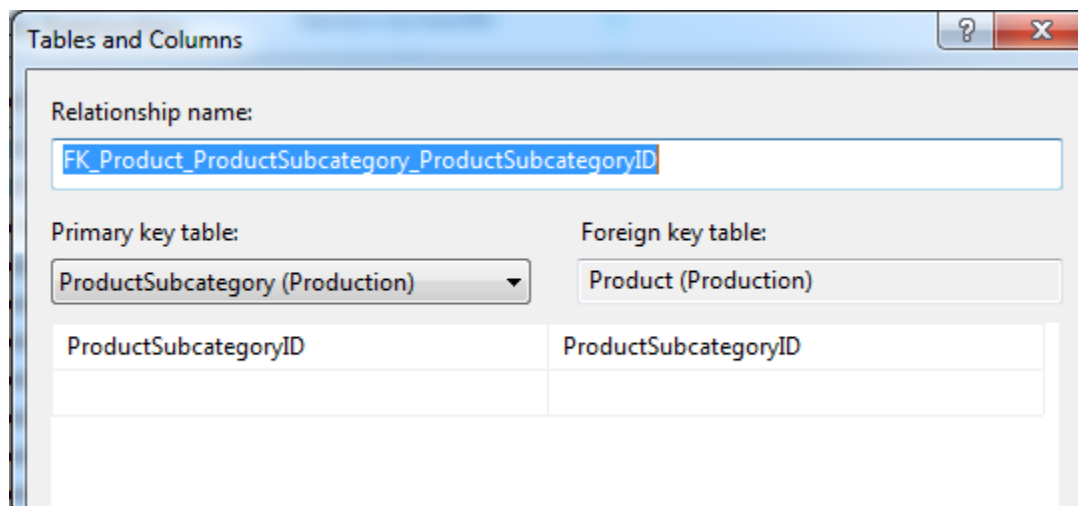 Tables and Columns
Relationship name:
FK_Product_ProductSubcategory_ProductSubcategoryID
Primary key table:
Foreign key table:
ProductSubcategory (Production)
Product (Production)
ProductSubcategoryID
ProductSubcategoryID